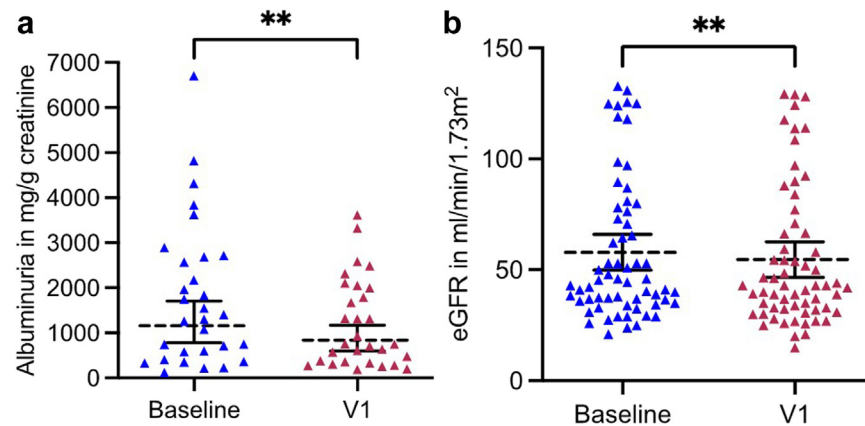 a
**
Albuminuria in mg/g creatinine
7000
6000
5000
4000
3000
2000
1000
0
Baseline
V1
b
**
eGFR in ml/min/1.73m²
150
100
50
0
Baseline
V1